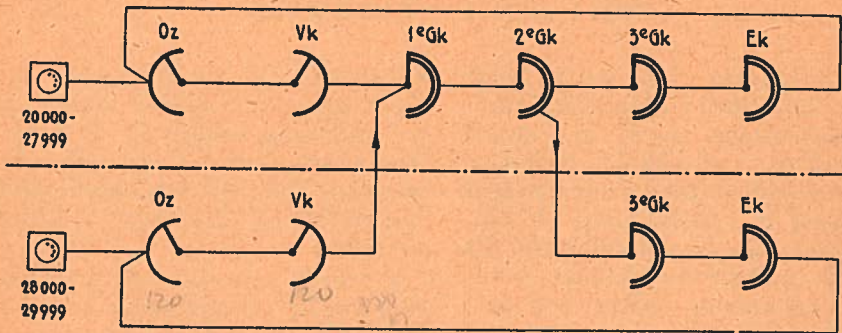 Oz Vk 1ᵉGk 2ᵉGk 3ᵉGk Ek
20000-
27999
Oz Vk 3ᵉGk Ek
28000-
29999
120 120